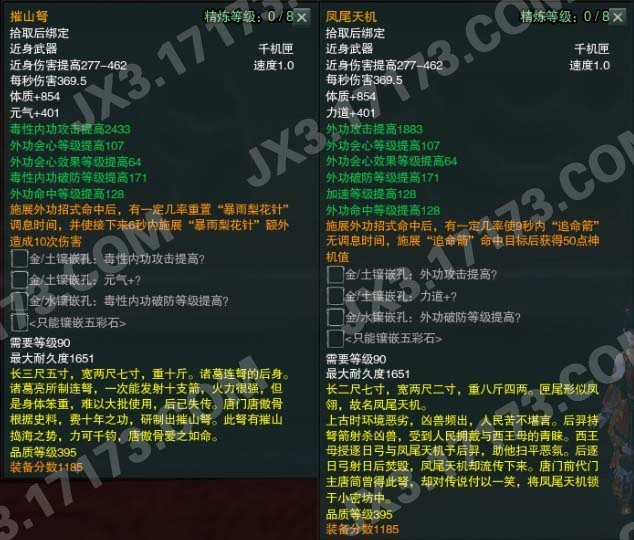 摧山弩
精炼等级：0 / 8
拾取后绑定
近身武器 千机匣
近身伤害提高277-462 速度1.0
每秒伤害369.5
体质+854
元气+401
毒性内功攻击提高2433
外功会心等级提高107
外功会心效果等级提高64
毒性内功破防等级提高171
外功命中等级提高128
施展外功招式命中后，有一定几率重置“暴雨梨花针”
调息时间，并使接下来6秒内施展“暴雨梨花针”额外
造成10次伤害
金/土镶嵌孔：毒性内功攻击提高?
金/土镶嵌孔：元气+?
金/水镶嵌孔：毒性内功破防等级提高?
<只能镶嵌五彩石>
需要等级90
最大耐久度1651
长三尺五寸，宽两尺七寸，重十斤。诸葛连弩的后身。
诸葛亮所制连弩，一次能发射十支箭，火力很强，但
是身体笨重，难以大批使用，后已失传。唐门唐傲骨
根据史料，费十年之功，研制出摧山弩。此弩有摧山
捣海之势，力可千钧，唐傲骨爱之如命。
品质等级395
装备分数1185
凤尾天机
精炼等级：0 / 8
拾取后绑定
近身武器 千机匣
近身伤害提高277-462 速度1.0
每秒伤害369.5
体质+854
力道+401
外功攻击提高1883
外功会心等级提高107
外功会心效果等级提高64
外功破防等级提高171
加速等级提高128
外功命中等级提高128
施展外功招式命中后，有一定几率使9秒内“追命箭”
无调息时间，施展“追命箭”命中目标后获得50点神
机值
金/土镶嵌孔：外功攻击提高?
金/土镶嵌孔：力道+?
金/水镶嵌孔：外功破防等级提高?
<只能镶嵌五彩石>
需要等级90
最大耐久度1651
长二尺七寸，宽两尺二寸，重八斤四两。匣尾形似凤
翎，故名凤尾天机。
上古时环境恶劣，凶兽频出，人民苦不堪言。后羿持
弩箭射杀凶兽，受到人民拥戴与西王母的青睐。西王
母授逐日弓与凤尾天机予后羿，助他扫平恶氛。后逐
日弓射日后焚毁，凤尾天机却流传下来。唐门前代门
主唐简曾得此弩，却对传说付以一笑，将凤尾天机锁
于小密坊中。
品质等级395
装备分数1185
JX3.17173.COM